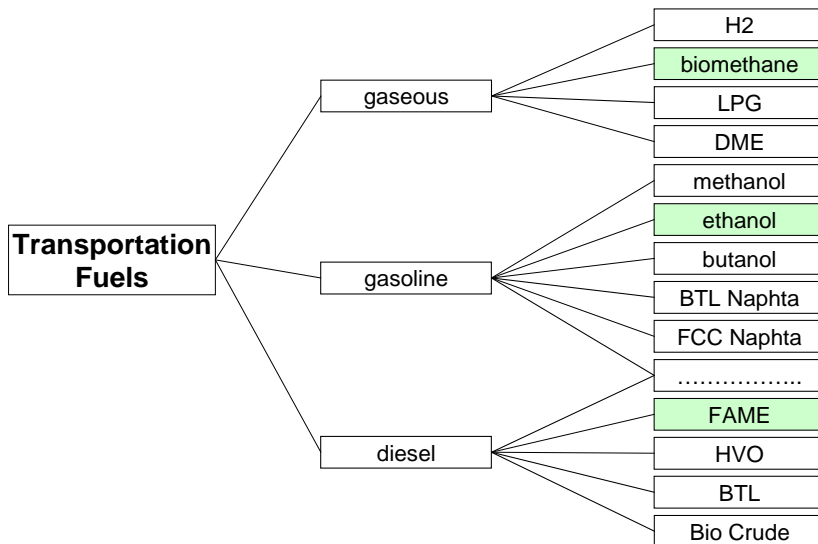 H2
biomethane
gaseous
LPG
DME
methanol
ethanol
Transportation
Fuels
butanol
gasoline
BTL Naphta
FCC Naphta
……………..
FAME
diesel
HVO
BTL
Bio Crude